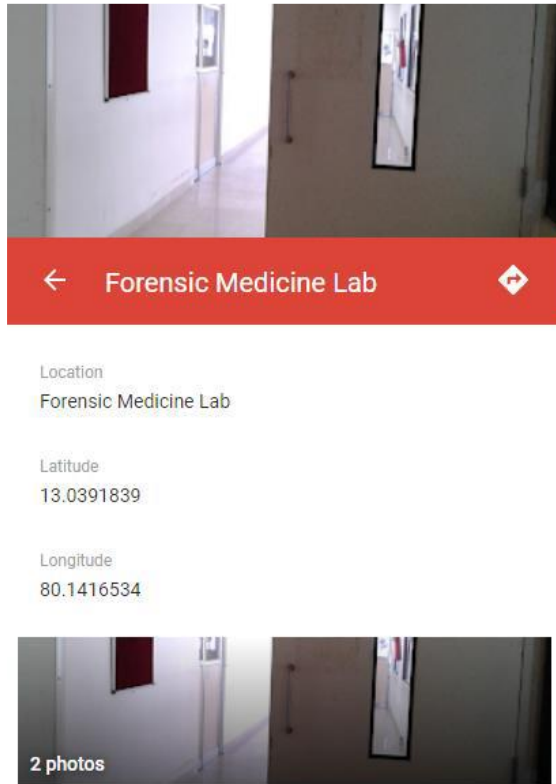 Forensic Medicine Lab
Location
Forensic Medicine Lab
Latitude
13.0391839
Longitude
80.1416534
2 photos